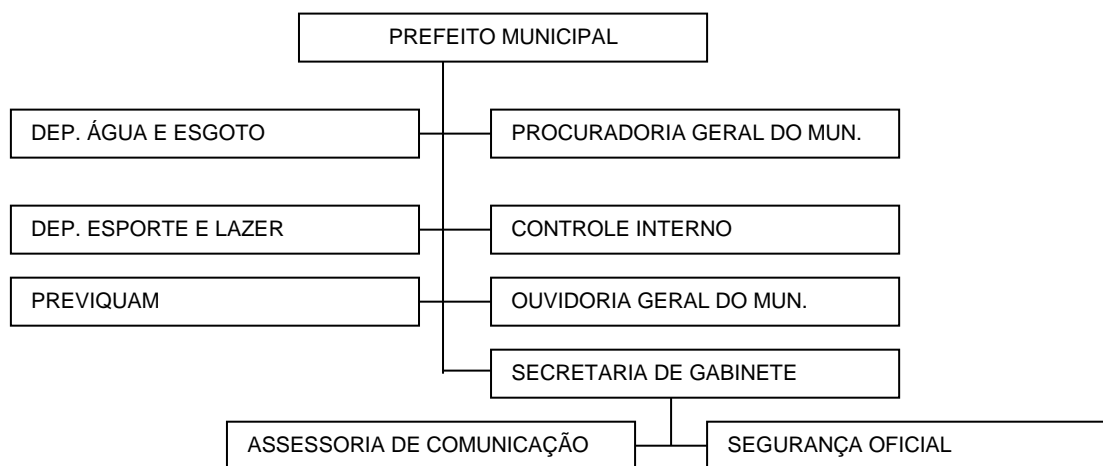 PREFEITO MUNICIPAL
DEP. ÁGUA E ESGOTO
PROCURADORIA GERAL DO MUN.
DEP. ESPORTE E LAZER
CONTROLE INTERNO
PREVIQUAM
OUVIDORIA GERAL DO MUN.
SECRETARIA DE GABINETE
ASSESSORIA DE COMUNICAÇÃO
SEGURANÇA OFICIAL